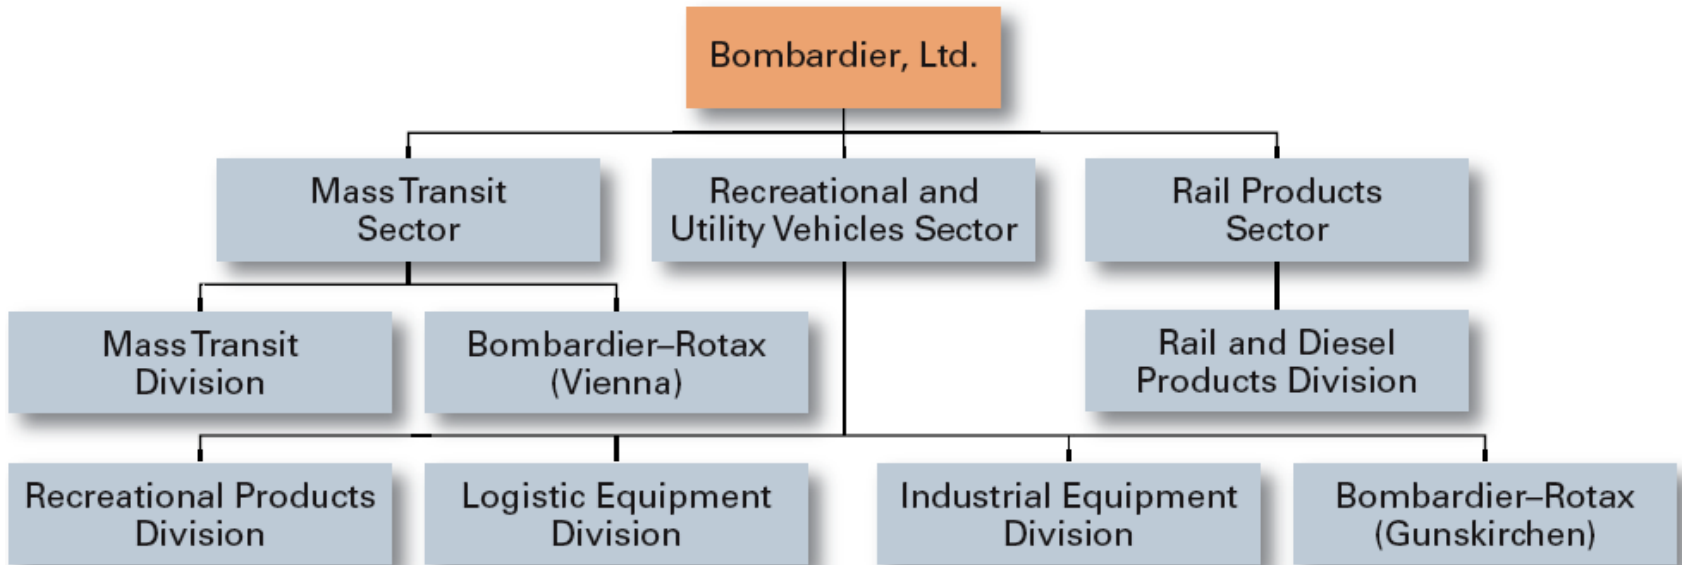 Bombardier, Ltd.
Mass Transit
Sector
Recreational and
Utility Vehicles Sector
Rail Products
Sector
Mass Transit
Division
Bombardier–Rotax
(Vienna)
Rail and Diesel
Products Division
Recreational Products
Division
Logistic Equipment
Division
Industrial Equipment
Division
Bombardier–Rotax
(Gunskirchen)